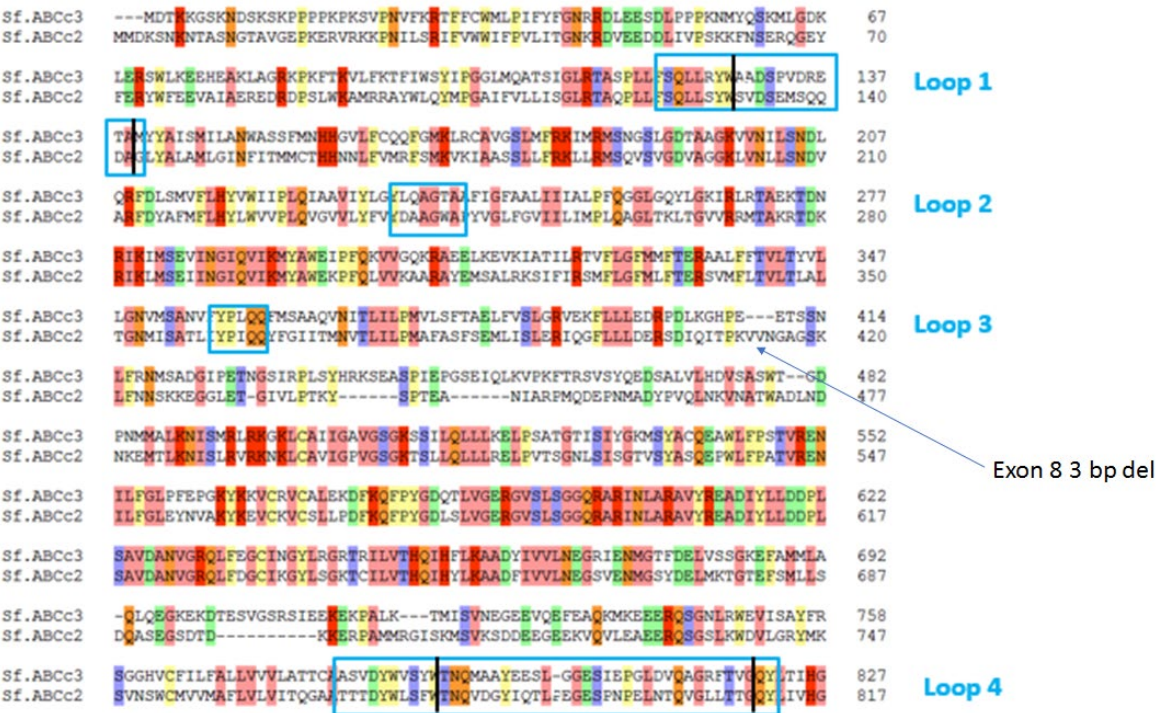 Sf.ABCc3 ---MDTKKGSKNDSKSKPPPPKPKSVPNVFKRTFFCWMLPIFYFGNRRDLEESDLPPPKNMYQSKMLGDK 67
Sf.ABCc2 MMDKSNKNTASNGTAVGEPKERVRKKPNILSRIFVWWIFPVLITGNKRDVEEDDLIVPSKKFNSERQGEY 70
Sf.ABCc3 LERSWLKEEHEAKLAGRKPKFTKVLFKTFIWSYIPGGLMQATSIGLRTASPLLFSQLLRYWAADSPVDRE 137
Sf.ABCc2 FERYWFEEVAIAEREDRDPSLWKAMRRAYWLQYMPGAIFVLLISGLRTAQPLLFSQLLSYWSVDSEMSQQ 140
Loop 1
Sf.ABCc3 TAMYYAISMILANWASSFMNHHGVLFCQQFGMKLRCAVGSLMFRKIMRMSNGSLGDTAAGKVVNILSNDL 207
Sf.ABCc2 DAGLYALAMLGINFITMMCTHHNNLFVMRFSMKVKIAASSLLFRKLLRMSQVSVGDVAGGKLVNLLSNDV 210
Sf.ABCc3 QRFDLSMVFLHYVWIIPLQIAAVIYLGYLQAGTAAFIGFAALIIIALPFQGGLGQYLGKIRLRTAEKTDN 277
Sf.ABCc2 ARFDYAFMFLHYLWVVPLQVGVVLYFVYDAAGWAPYVGLFGVIILIMPLQAGLTKLTGVVRRMTAKRTDK 280
Loop 2
Sf.ABCc3 RIKIMSEVINGIQVIKMYAWEIPFQKVVGQKRAEELKEVKIATILRTVFLGFMMFTERAALFFTVLTYVL 347
Sf.ABCc2 RIKLMSEIINGIQVIKMYAWEKPFQLVVKAARAYEMSALRKSIFIRSMFLGFMLFTERSVMFLTVLTLAL 350
Sf.ABCc3 LGNVMSANVIYPLQQFMSAAQVNITLILPMVLSFTAELFVSLGRVEKFLLLEDRPDLKGHPE---ETSSN 414
Sf.ABCc2 TGNMISATLIYPIQQYFGIITMNVTLILPMAFASFSEMLISLERIQGFLLLDERSDIQITPKVVNGAGSK 420
Loop 3
Sf.ABCc3 LFRNMSADGIPETNGSIRPLSYHRKSEASPIEPGSEIQLKVPKFTRSVSYQEDSALVLHDVSASWT--GD 482
Sf.ABCc2 LFNNSKKEGGLET-GIVLPTKY------SPTEA------NIARPMQDEPNMADYPVQLNKVNATWADLND 477
Sf.ABCc3 PNMMALKNISMRLRKGKLCAIIGAVGSGKSSILQLLLKELPSATGTISIYGKMSYACQEAWLFPSTVREN 552
Sf.ABCc2 NKEMTLKNISLRVRKNKLCAVIGPVGSGKTSLLQLLLRELPVTSGNLSISGTVSYASQEPWLFPATVREN 547
Exon 8 3 bp del
Sf.ABCc3 ILFGLPFEPGKYKKVCRVCALEKDFKQFPYGDQTLVGERGVSLSGGQRARINLARAVYREADIYLLDDPL 622
Sf.ABCc2 ILFGLEYNVAKYKEVCKVCSLLPDFKQFPYGDLSLVGERGVSLSGGQRARINLARAVYREADIYLLDDPL 617
Sf.ABCc3 SAVDANVGRQLFEGCINGYLRGRTRILVTHQIHFLKAADYIVVLNEGRIENMGTFDELVSSGKEFAMMLA 692
Sf.ABCc2 SAVDANVGRQLFDGCIKGYLSGKTCILVTHQIHYLKAADFIVVLNEGSVENMGSYDELMKTGTEFSMLLS 687
Sf.ABCc3 -QLQEGKEKDTESVGSRSIEEKEKPALK---TMISVNEGEEVQEFEAQKMKEEERQSGNLRWEVISAYFR 758
Sf.ABCc2 DQASEGSDTD----------KKERPAMMRGISKMSVKSDDEEGEEKVQVLEAEERQSGSLKWDVLGRYMK 747
Sf.ABCc3 SGGHVCFILFALLVVVLATTCAASVDYWVSYWTNQMAAYEESL-GGESIEPGLDVQAGRFTVGQYLTIHG 827
Sf.ABCc2 SVNSWCMVVMAFLVLVITQGAATTTDYWLSFWTNQVDGYIQTLPEGESPNPELNTQVGLLTTGQYLIVHG 817
Loop 4